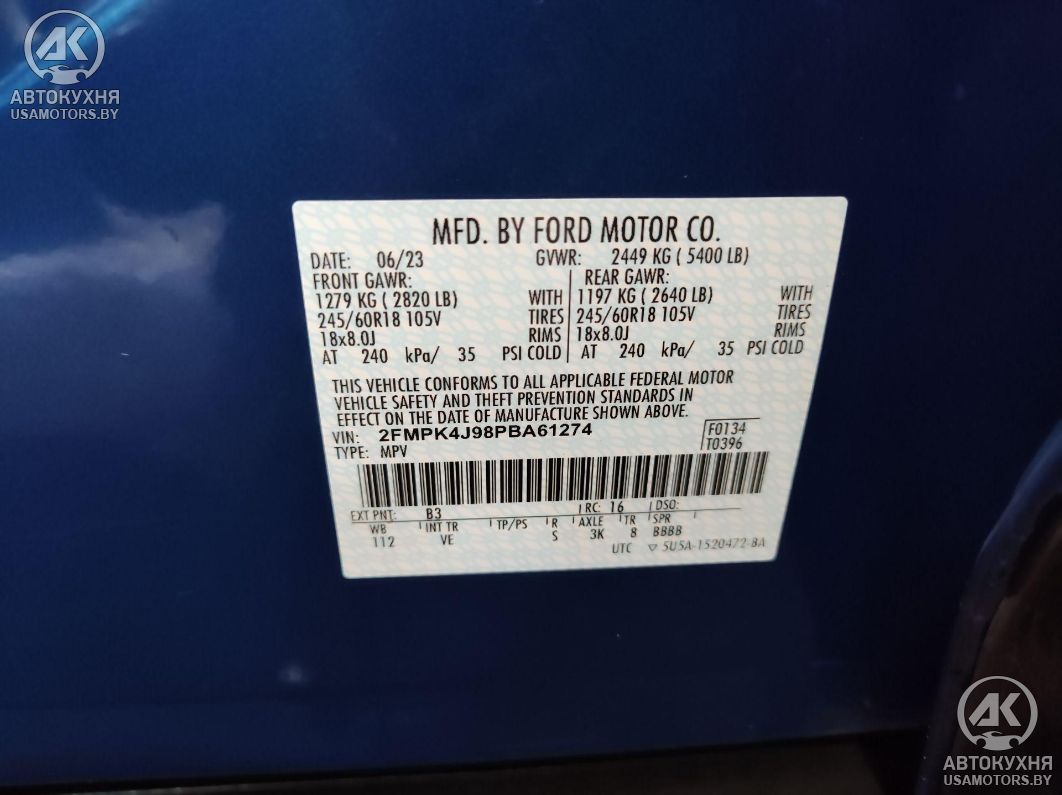 АК
АВТОКУХНЯ
USAMOTORS.BY
MFD. BY FORD MOTOR CO.
DATE: 06/23 GVWR: 2449 KG ( 5400 LB)
FRONT GAWR: REAR GAWR:
1279 KG ( 2820 LB) WITH 1197 KG ( 2640 LB) WITH
245/60R18 105V TIRES 245/60R18 105V TIRES
18x8.0J RIMS 18x8.0J RIMS
AT 240 kPa/ 35 PSI COLD AT 240 kPa/ 35 PSI COLD
THIS VEHICLE CONFORMS TO ALL APPLICABLE FEDERAL MOTOR
VEHICLE SAFETY AND THEFT PREVENTION STANDARDS IN
EFFECT ON THE DATE OF MANUFACTURE SHOWN ABOVE.
VIN: 2FMPK4J98PBA61274 F0134
TYPE: MPV T0396
EXT PNT: B3 RC: 16 DSO:
WB INT TR TP/PS R AXLE TR SPR
112 VE S 3K 8 BBBB
UTC ▽ 5U5A-1520472-BA
АК
АВТОКУХНЯ
USAMOTORS.BY